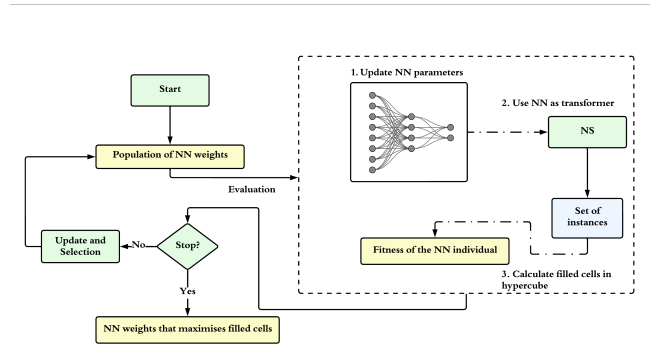 Start
Population of NN weights
Evaluation
Update and
Selection
No
Stop?
Yes
NN weights that maximises filled cells
1. Update NN parameters
2. Use NN as transformer
NS
Set of
instances
Fitness of the NN individual
3. Calculate filled cells in
hypercube